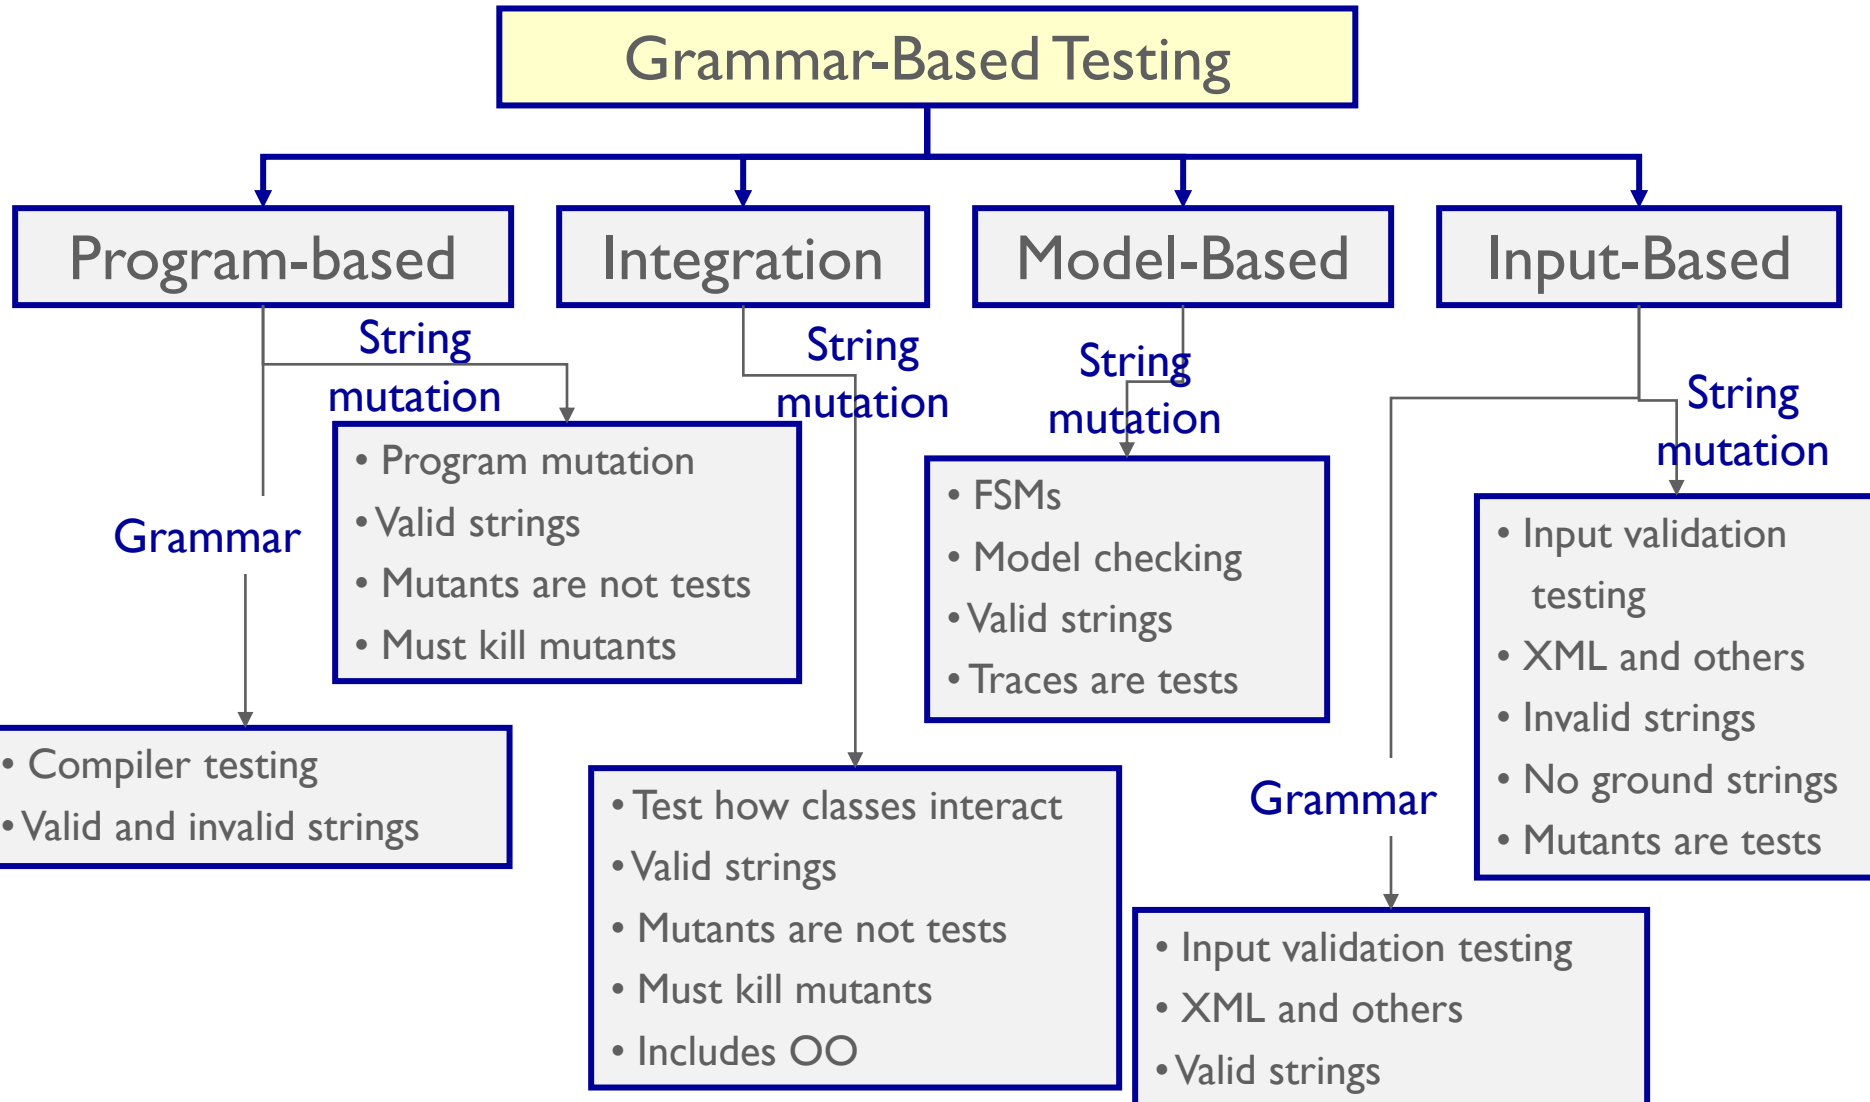 Grammar-Based Testing
Program-based
Integration
Model-Based
Input-Based
String
mutation
• Program mutation
• Valid strings
• Mutants are not tests
• Must kill mutants
Grammar
• Compiler testing
• Valid and invalid strings
String
mutation
• Test how classes interact
• Valid strings
• Mutants are not tests
• Must kill mutants
• Includes OO
String
mutation
• FSMs
• Model checking
• Valid strings
• Traces are tests
String
mutation
• Input validation
testing
• XML and others
• Invalid strings
• No ground strings
• Mutants are tests
Grammar
• Input validation testing
• XML and others
• Valid strings